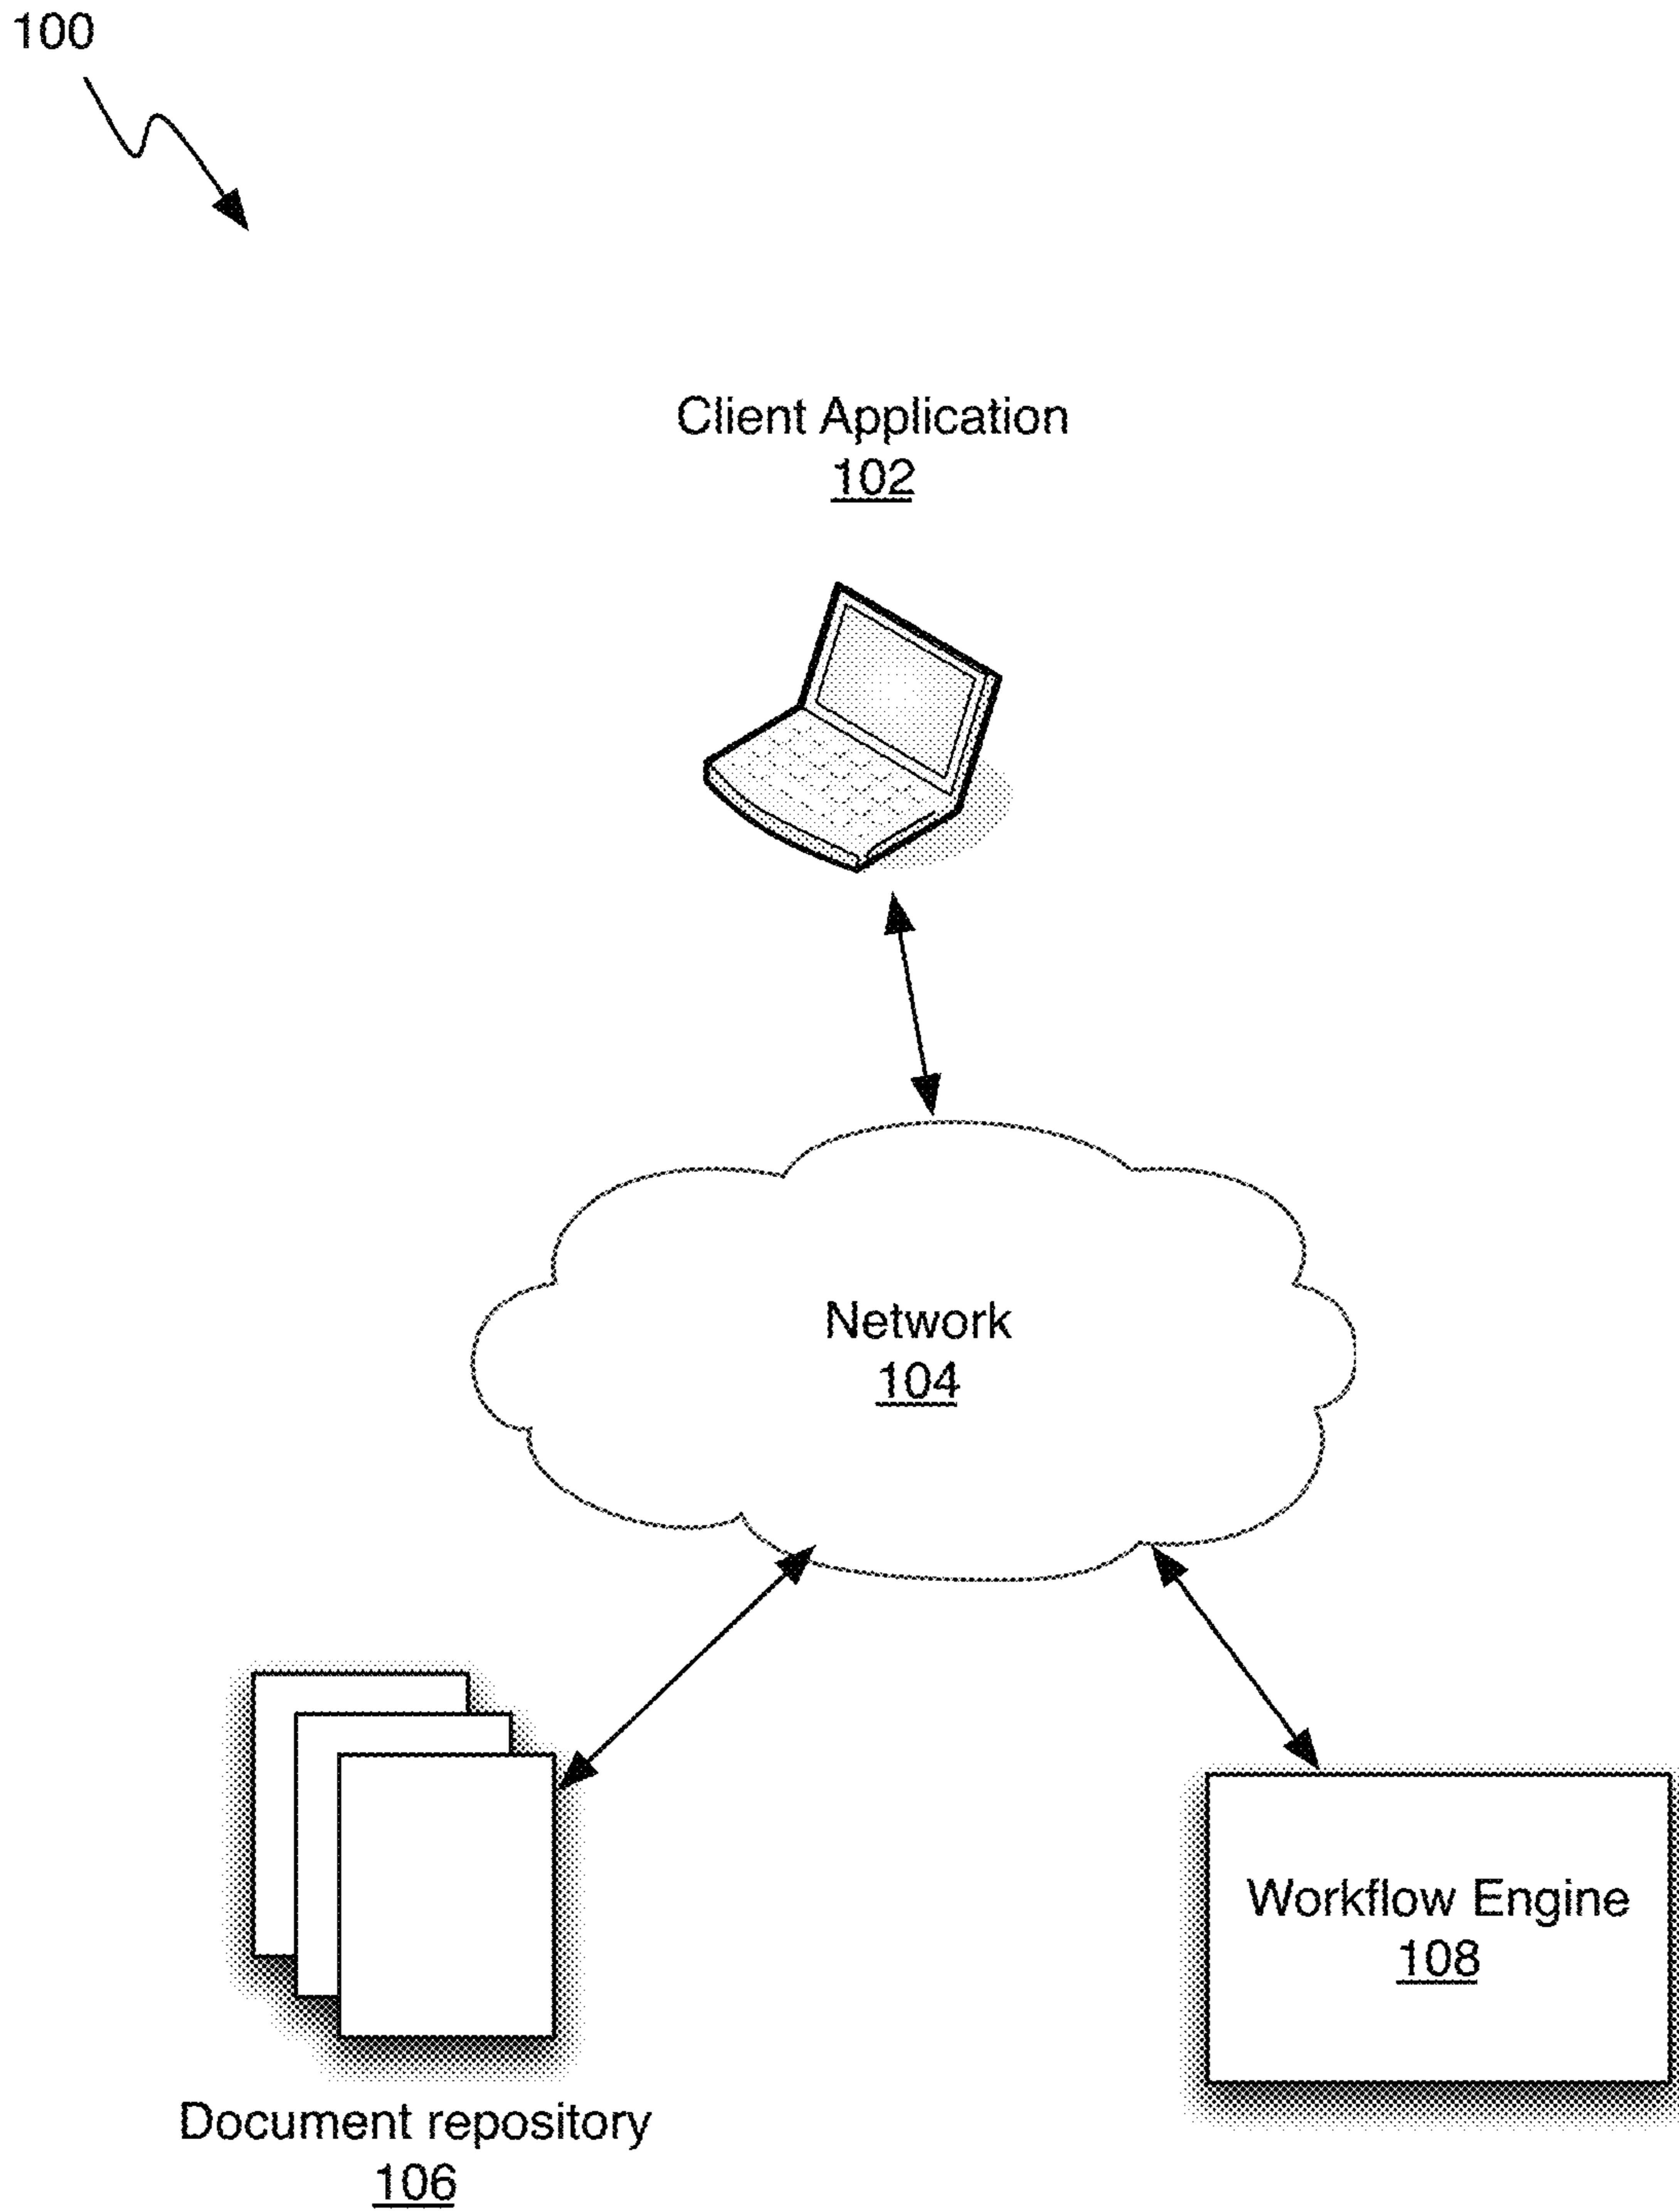 100
Client Application
102
Network
104
Workflow Engine
108
Document repository
106